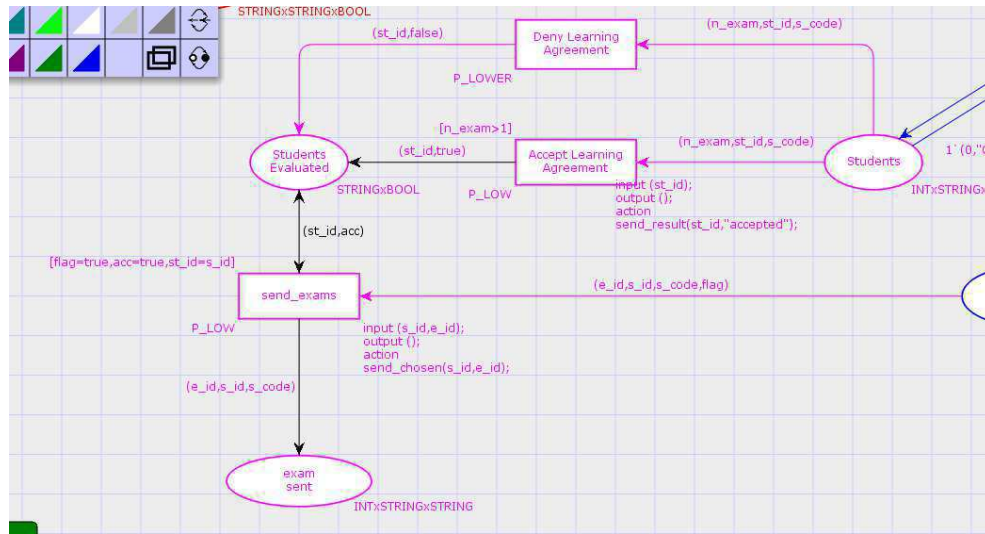 STRINGxSTRINGxBOOL
(st_id,false)
Deny Learning
Agreement
(n_exam,st_id,s_code)
P_LOWER
[n_exam>1]
Students
Evaluated
(st_id,true)
Accept Learning
Agreement
(n_exam,st_id,s_code)
Students
1`(0,"
STRINGxBOOL
P_LOW
INTxSTRINGx
input (st_id);
output ();
action
send_result(st_id,"accepted");
(st_id,acc)
[flag=true,acc=true,st_id=s_id]
send_exams
(e_id,s_id,s_code,flag)
P_LOW
input (s_id,e_id);
output ();
action
send_chosen(s_id,e_id);
(e_id,s_id,s_code)
exam
sent
INTxSTRINGxSTRING